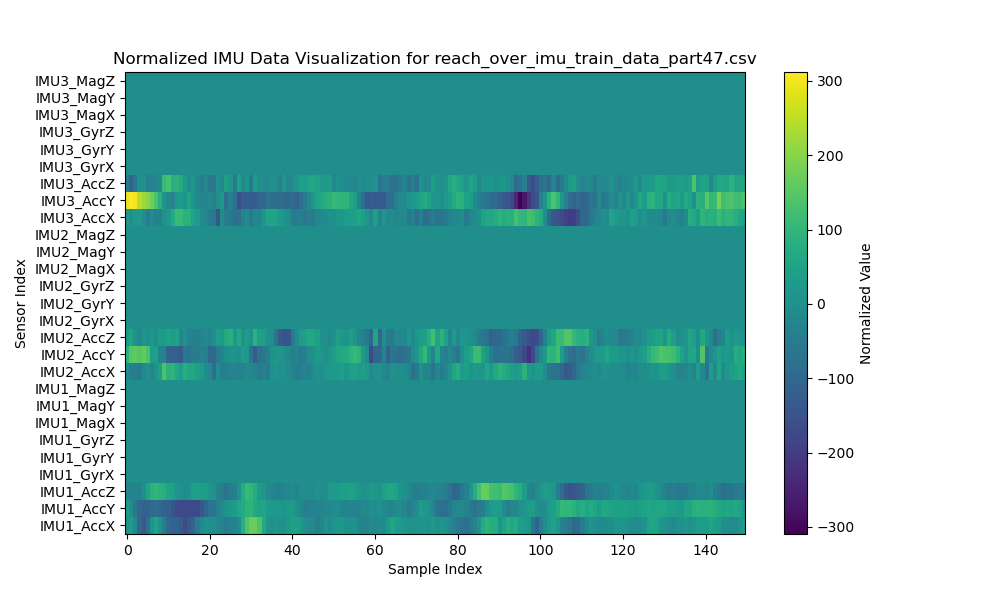 Normalized IMU Data Visualization for reach_over_imu_train_data_part47.csv
IMU3_MagZ
IMU3_MagY
IMU3_MagX
IMU3_GyrZ
IMU3_GyrY
IMU3_GyrX
IMU3_AccZ
IMU3_AccY
IMU3_AccX
IMU2_MagZ
IMU2_MagY
IMU2_MagX
IMU2_GyrZ
IMU2_GyrY
IMU2_GyrX
IMU2_AccZ
IMU2_AccY
IMU2_AccX
IMU1_MagZ
IMU1_MagY
IMU1_MagX
IMU1_GyrZ
IMU1_GyrY
IMU1_GyrX
IMU1_AccZ
IMU1_AccY
IMU1_AccX
Sensor Index
0 20 40 60 80 100 120 140
Sample Index
300
200
100
0
−100
−200
−300
Normalized Value